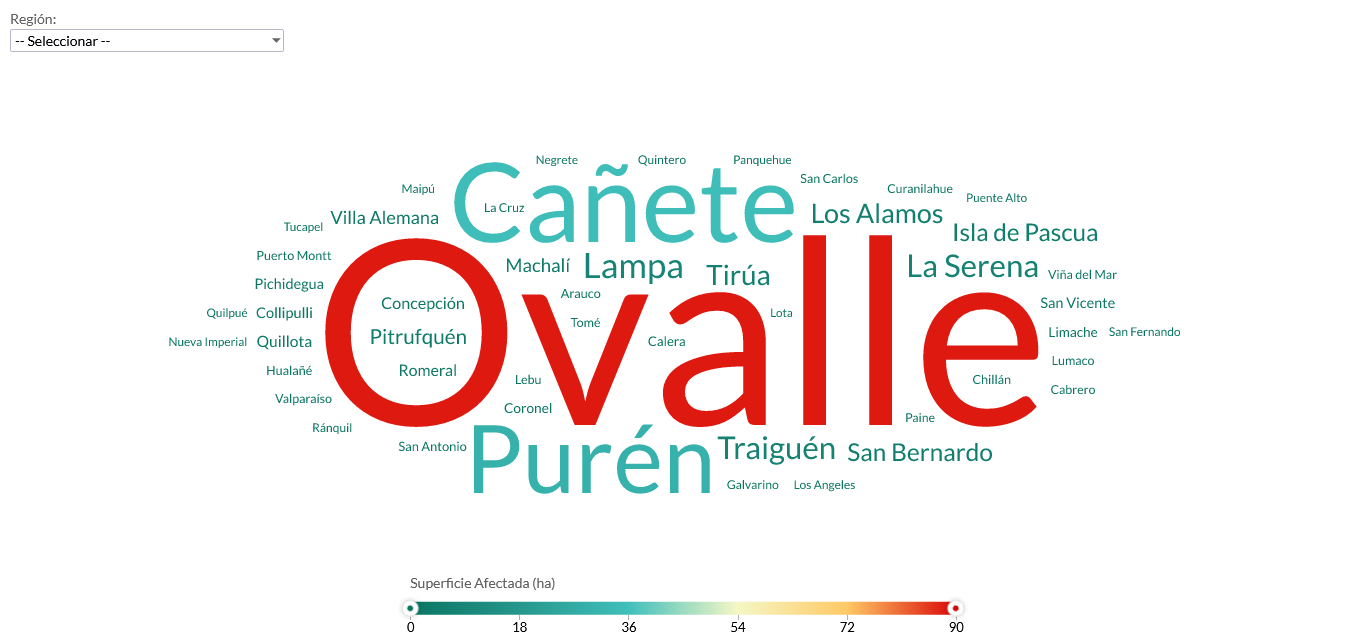 Región:
-- Seleccionar --
Negrete
Quintero
Panquehue
San Carlos
Maipú
Curanilahue
Puente Alto
Cañete
La Cruz
Villa Alemana
Los Alamos
Tucapel
Isla de Pascua
Puerto Montt
Machalí
Lampa
Tirúa
La Serena
Viña del Mar
Pichidegua
Arauco
Concepción
San Vicente
Quilpué
Collipulli
Lota
Tomé
Ovalle
Limache
San Fernando
Nueva Imperial
Quillota
Pitrufquén
Calera
Lumaco
Hualañé
Romeral
Lebu
Chillán
Cabrero
Valparaíso
Coronel
Paine
Ránquil
San Antonio
Purén
Traiguén
San Bernardo
Galvarino
Los Angeles
Superficie Afectada (ha)
0 18 36 54 72 90